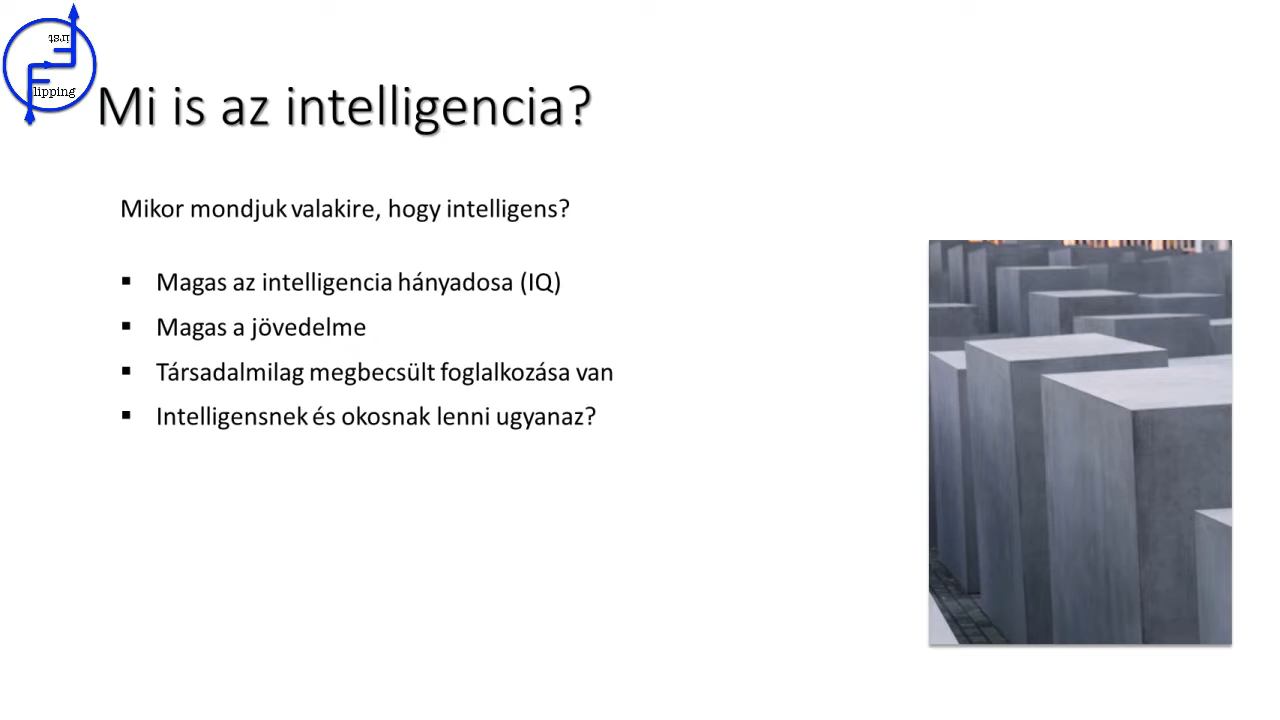 irst
lipping
Mi is az intelligencia?
Mikor mondjuk valakire, hogy intelligens?
▪ Magas az intelligencia hányadosa (IQ)
▪ Magas a jövedelme
▪ Társadalmilag megbecsült foglalkozása van
▪ Intelligensnek és okosnak lenni ugyanaz?